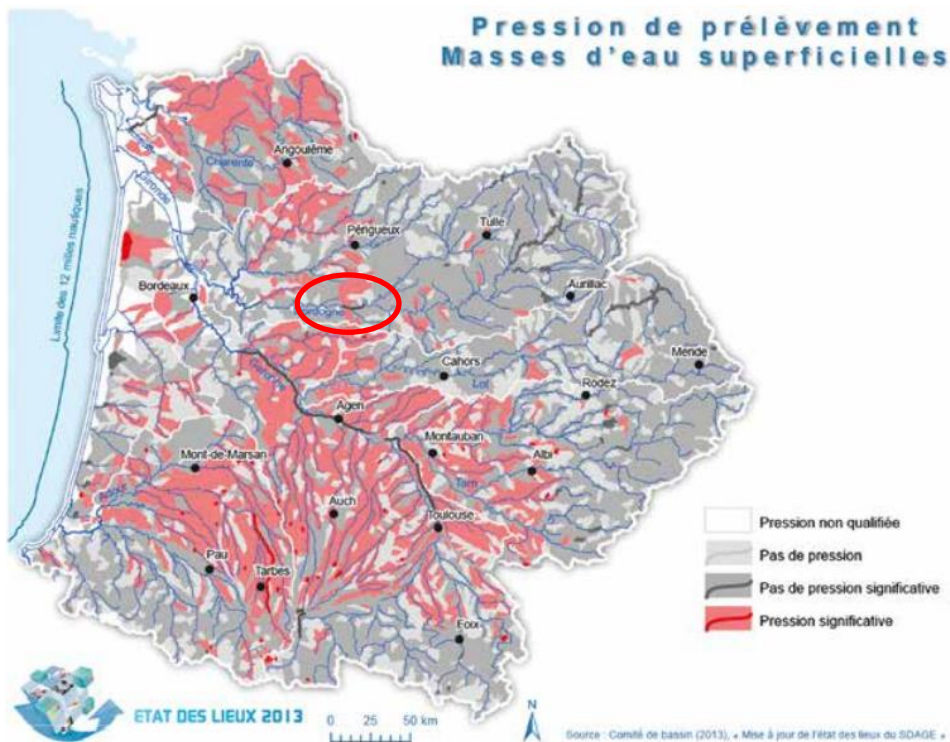 Pression de prélèvement
Masses d'eau superficielles
Limite des 12 milles nautiques
Gironde
Charente
Angoulême
Périgueux
Tulle
Bordeaux
Dordogne
Aurillac
Garonne
Cahors
Lot
Mende
Rodez
Agen
Montauban
Albi
Mont-de-Marsan
Tarn
Adour
Auch
Toulouse
Pau
Tarbes
Foix
Pression non qualifiée
Pas de pression
Pas de pression significative
Pression significative
ETAT DES LIEUX 2013
0 25 50 km
N
Source : Comité de bassin (2013), « Mise à jour de l'état des lieux du SDAGE »